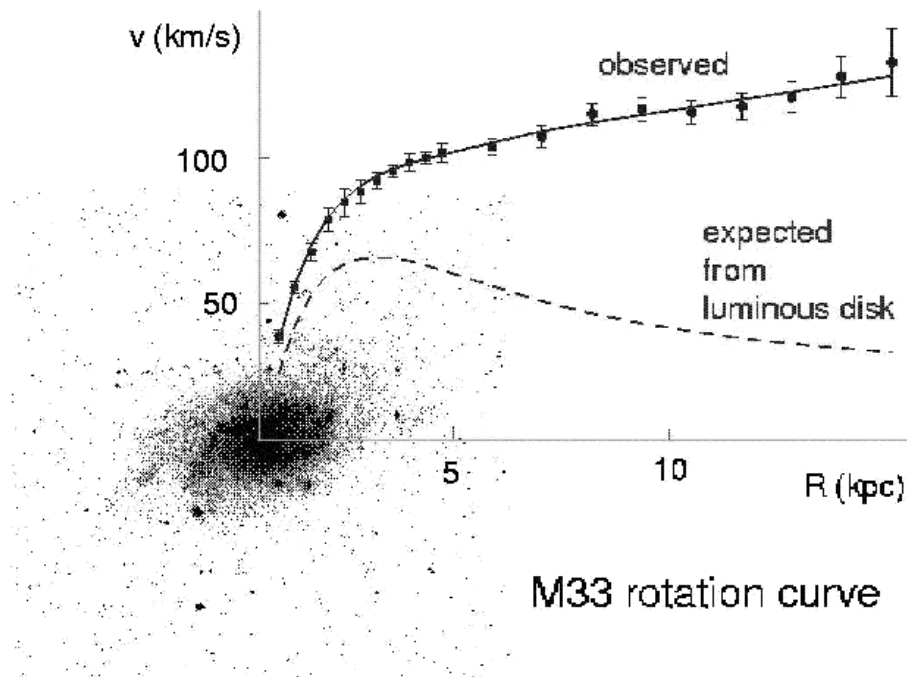 v (km/s)
observed
100
expected
from
luminous disk
50
5
10
R (kpc)
M33 rotation curve